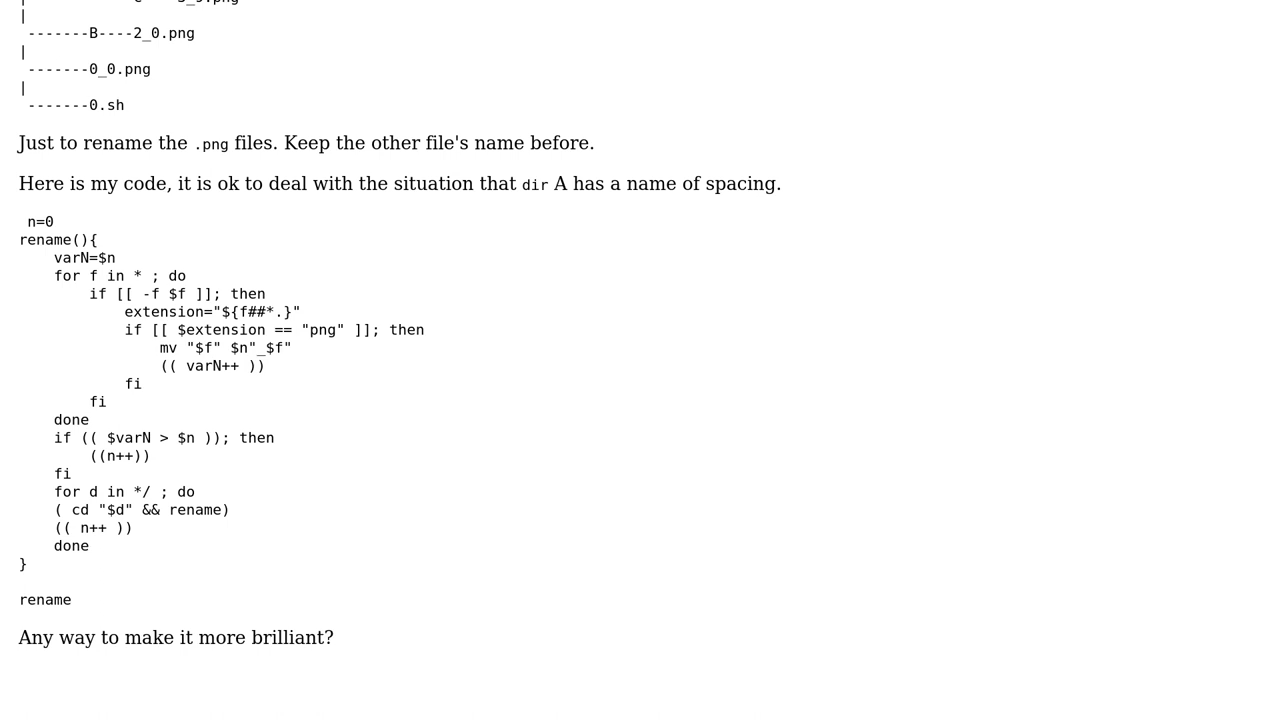 |
 -------B----2_0.png
|
 -------0_0.png
|
 -------0.sh
Just to rename the .png files. Keep the other file's name before.
Here is my code, it is ok to deal with the situation that dir A has a name of spacing.
 n=0
rename(){
    varN=$n
    for f in * ; do
        if [[ -f $f ]]; then
            extension="${f##*.}"
            if [[ $extension == "png" ]]; then
                mv "$f" $n"_$f"
                (( varN++ ))
            fi
        fi
    done
    if (( $varN > $n )); then
        ((n++))
    fi
    for d in */ ; do
    ( cd "$d" && rename)
    (( n++ ))
    done
}
rename
Any way to make it more brilliant?